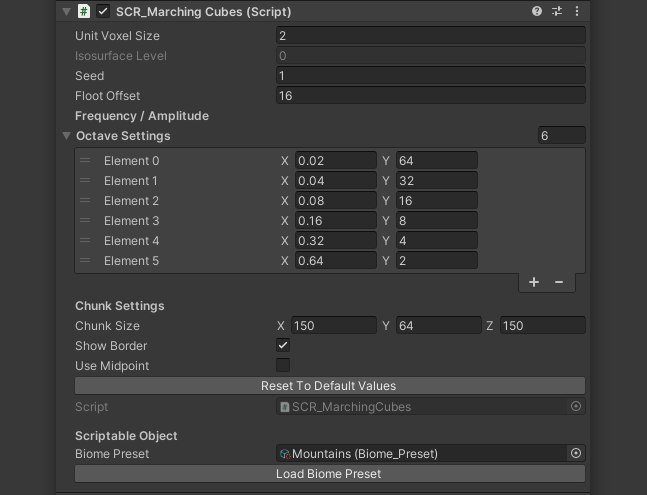 SCR_Marching Cubes (Script)
Unit Voxel Size 2
Isosurface Level 0
Seed 1
Floot Offset 16
Frequency / Amplitude
Octave Settings 6
Element 0 X 0.02 Y 64
Element 1 X 0.04 Y 32
Element 2 X 0.08 Y 16
Element 3 X 0.16 Y 8
Element 4 X 0.32 Y 4
Element 5 X 0.64 Y 2
+ −
Chunk Settings
Chunk Size X 150 Y 64 Z 150
Show Border
Use Midpoint
Reset To Default Values
Script SCR_MarchingCubes
Scriptable Object
Biome Preset Mountains (Biome_Preset)
Load Biome Preset